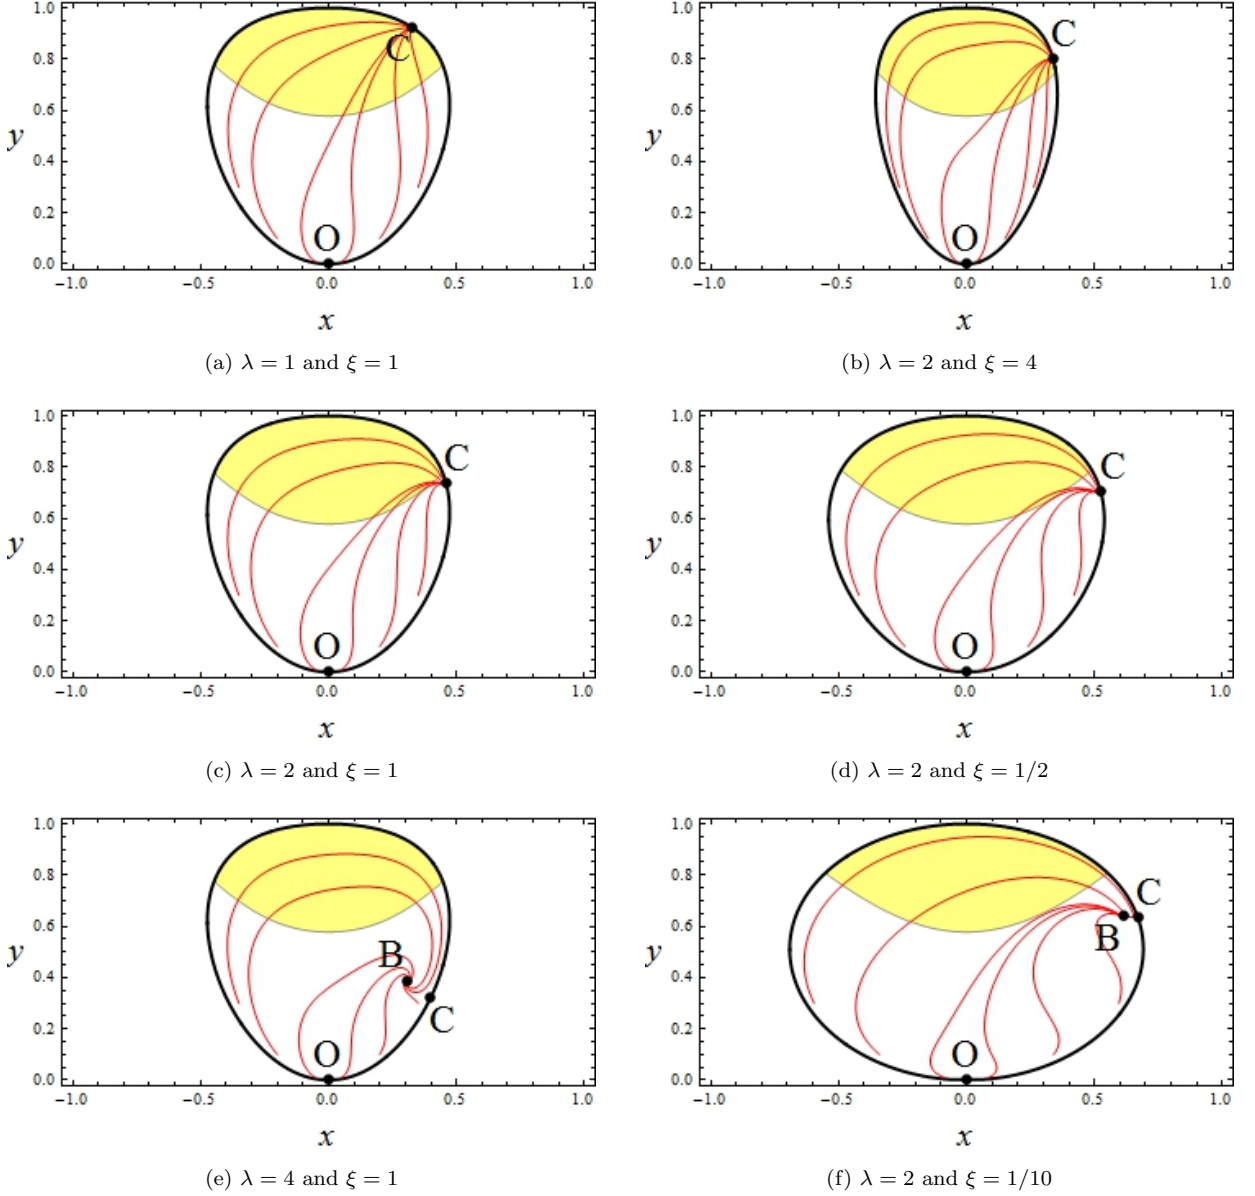 1.0
0.8
0.6
0.4
0.2
0.0
y
C
O
−1.0 −0.5 0.0 0.5 1.0
x
(a) λ = 1 and ξ = 1
1.0
0.8
0.6
0.4
0.2
0.0
y
C
O
−1.0 −0.5 0.0 0.5 1.0
x
(b) λ = 2 and ξ = 4
1.0
0.8
0.6
0.4
0.2
0.0
y
C
O
−1.0 −0.5 0.0 0.5 1.0
x
(c) λ = 2 and ξ = 1
1.0
0.8
0.6
0.4
0.2
0.0
y
C
O
−1.0 −0.5 0.0 0.5 1.0
x
(d) λ = 2 and ξ = 1/2
1.0
0.8
0.6
0.4
0.2
0.0
y
B
C
O
−1.0 −0.5 0.0 0.5 1.0
x
(e) λ = 4 and ξ = 1
1.0
0.8
0.6
0.4
0.2
0.0
y
C
B
O
−1.0 −0.5 0.0 0.5 1.0
x
(f) λ = 2 and ξ = 1/10